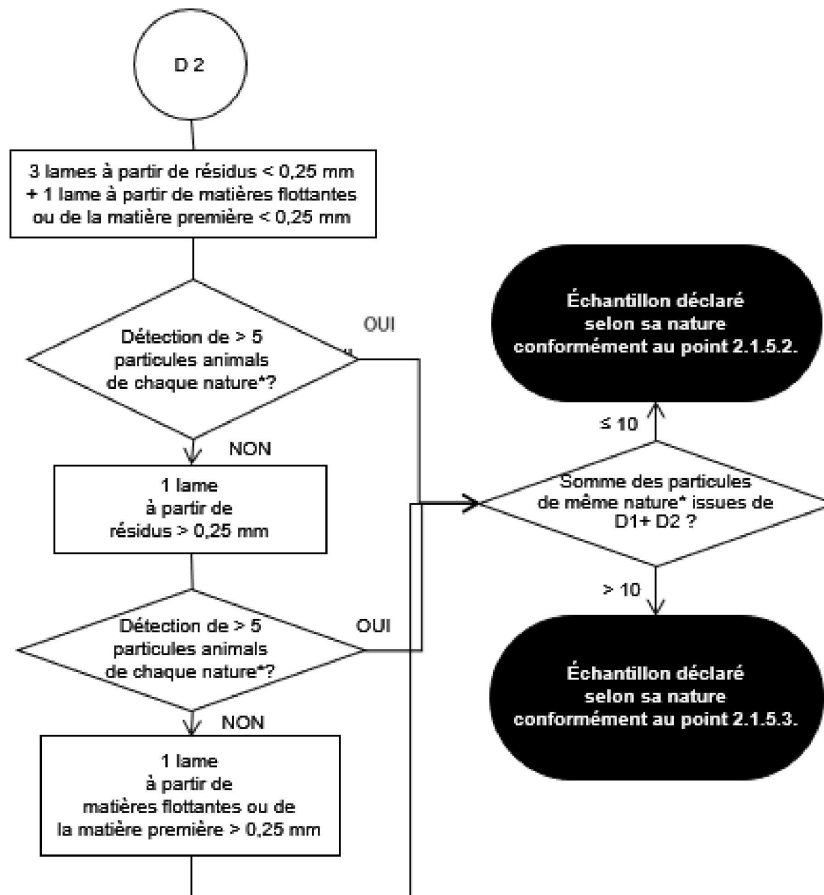 D 2
3 lames à partir de résidus < 0,25 mm
+ 1 lame à partir de matières flottantes
ou de la matière première < 0,25 mm
Détection de > 5
particules animals
de chaque nature*?
OUI
NON
1 lame
à partir de
résidus > 0,25 mm
Détection de > 5
particules animals
de chaque nature*?
OUI
NON
1 lame
à partir de
matières flottantes ou de
la matière première > 0,25 mm
Échantillon déclaré
selon sa nature
conformément au point 2.1.5.2.
≤ 10
Somme des particules
de même nature* issues de
D1+ D2 ?
> 10
Échantillon déclaré
selon sa nature
conformément au point 2.1.5.3.